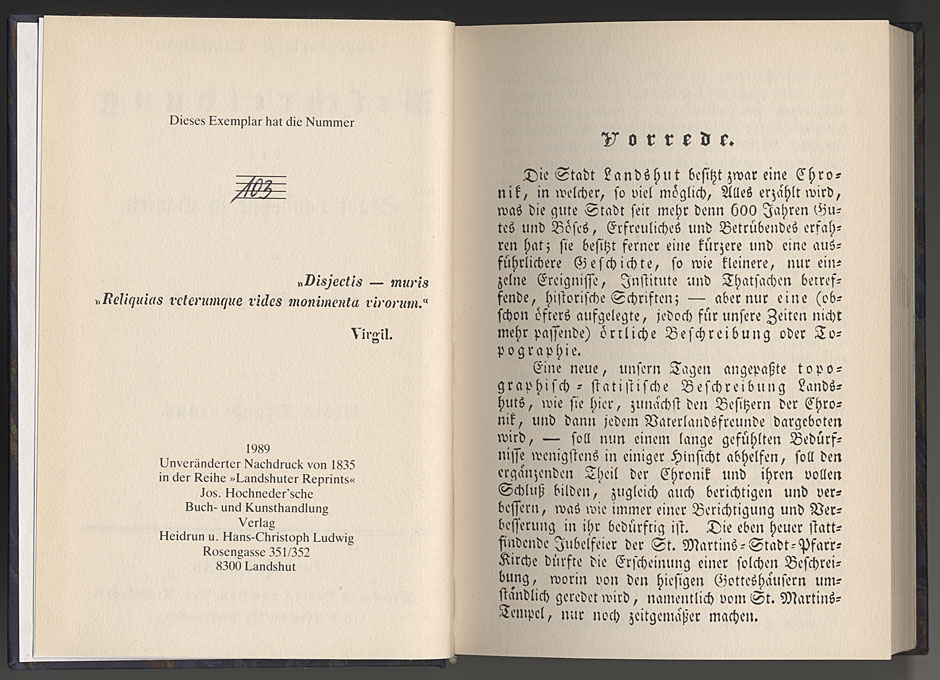 Dieses Exemplar hat die Nummer
103
„Disjectis — muris
„Reliquias veterumque vides monimenta virorum.“
Virgil.
1989
Unveränderter Nachdruck von 1835
in der Reihe »Landshuter Reprints«
Jos. Hochneder'sche
Buch- und Kunsthandlung
Verlag
Heidrun u. Hans-Christoph Ludwig
Rosengasse 351/352
8300 Landshut
Vorrede.
Die Stadt Landshut besitzt zwar eine Chro-
nik, in welcher, so viel möglich, Alles erzählt wird,
was die gute Stadt seit mehr denn 600 Jahren Gu-
tes und Böses, Erfreuliches und Betrübendes erfah-
ren hat; sie besitzt ferner eine kürzere und eine aus-
führlichere Geschichte, so wie kleinere, nur ein-
zelne Ereignisse, Institute und Thatsachen betref-
fende, historische Schriften; — aber nur eine (ob-
schon öfters aufgelegte, jedoch für unsere Zeiten nicht
mehr passende) örtliche Beschreibung oder To-
pographie.
Eine neue, unsern Tagen angepaßte topo-
graphisch-statistische Beschreibung Lands-
huts, wie sie hier, zunächst den Besitzern der Chro-
nik, und dann jedem Vaterlandsfreunde dargeboten
wird, — soll nun einem lange gefühlten Bedürf-
nisse wenigstens in einiger Hinsicht abhelfen, soll den
ergänzenden Theil der Chronik und ihren vollen
Schluß bilden, zugleich auch berichtigen und ver-
bessern, was wie immer einer Berichtigung und Ver-
besserung in ihr bedürftig ist. Die eben heuer statt-
findende Jubelfeier der St. Martins-Stadt-Pfarr-
Kirche dürfte die Erscheinung einer solchen Beschrei-
bung, worin von den hiesigen Gotteshäusern um-
ständlich geredet wird, namentlich vom St. Martins-
Tempel, nur noch zeitgemäßer machen.